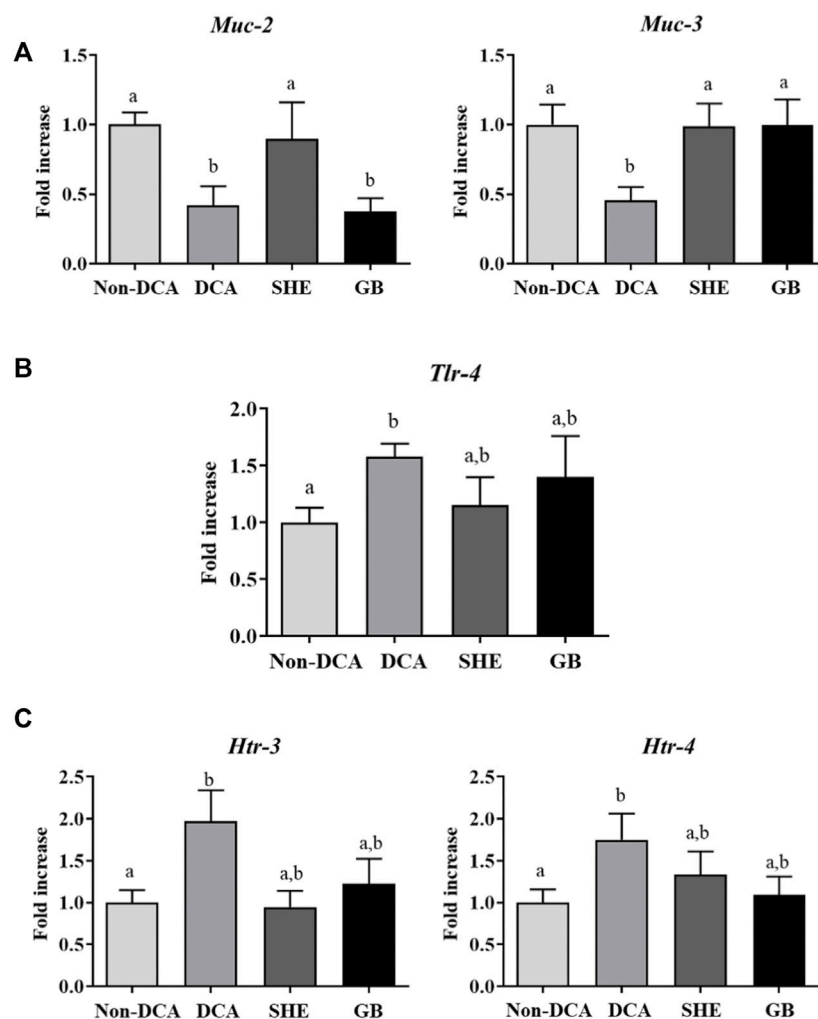 A
Muc-2
Fold increase
1.5
1.0
0.5
0.0
a
b
a
b
Non-DCA DCA SHE GB
Muc-3
Fold increase
1.5
1.0
0.5
0.0
a
b
a
a
Non-DCA DCA SHE GB
B
Tlr-4
Fold increase
2.0
1.5
1.0
0.5
0.0
a
b
a,b
a,b
Non-DCA DCA SHE GB
C
Htr-3
Fold increase
2.5
2.0
1.5
1.0
0.5
0.0
a
b
a,b
a,b
Non-DCA DCA SHE GB
Htr-4
Fold increase
2.5
2.0
1.5
1.0
0.5
0.0
a
b
a,b
a,b
Non-DCA DCA SHE GB